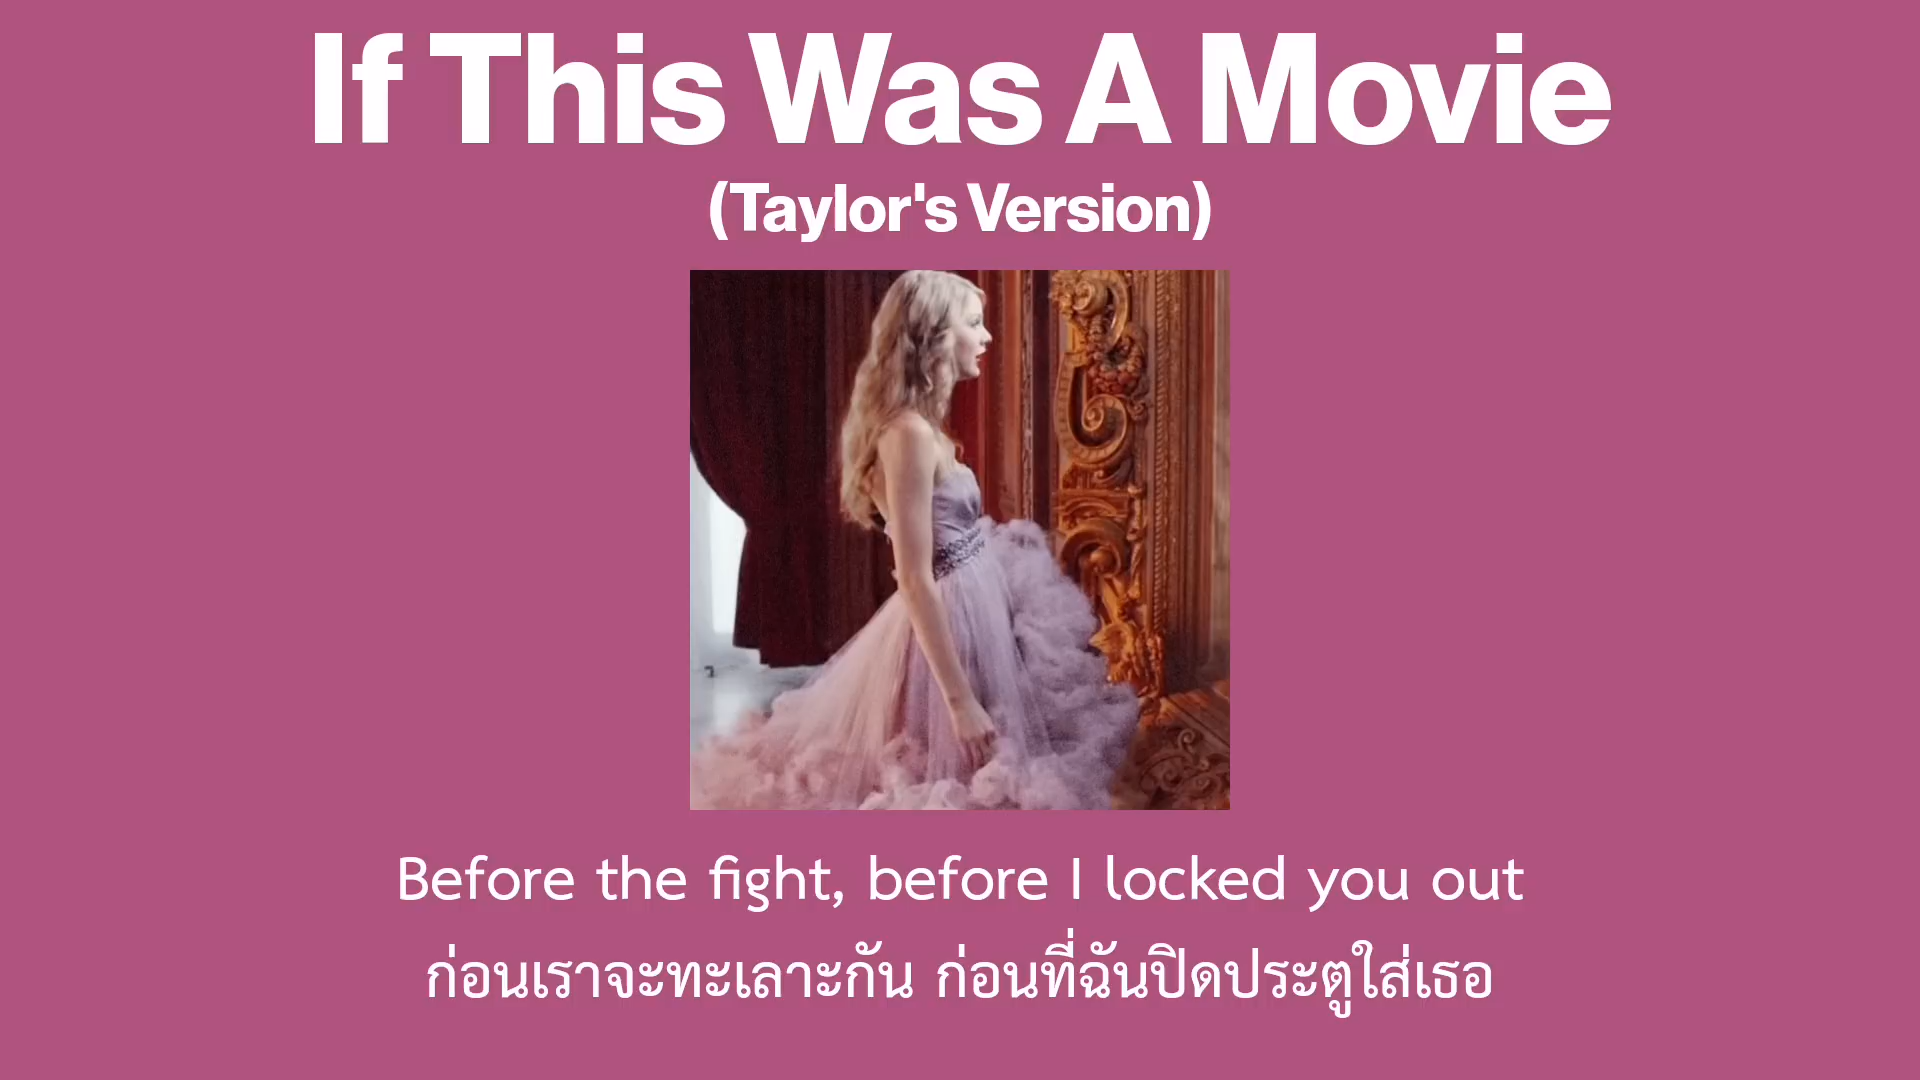 If This Was A Movie
(Taylor's Version)
Before the fight, before I locked you out
ก่อนเราจะทะเลาะกัน ก่อนที่ฉันปิดประตูใส่เธอ